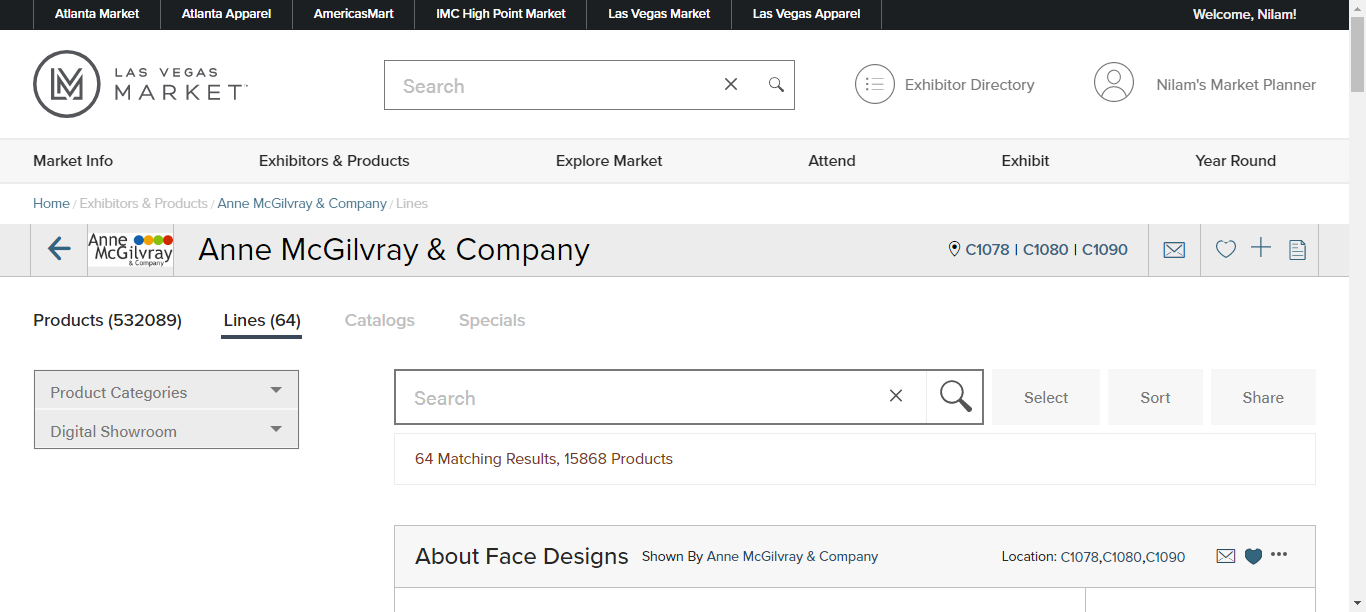 Atlanta Market Atlanta Apparel AmericasMart IMC High Point Market Las Vegas Market Las Vegas Apparel Welcome, Nilam!
LAS VEGAS
MARKET
Search
Exhibitor Directory
Nilam's Market Planner
Market Info Exhibitors & Products Explore Market Attend Exhibit Year Round
Home / Exhibitors & Products / Anne McGilvray & Company / Lines
Anne
McGilvray
& Company
Anne McGilvray & Company
C1078 | C1080 | C1090
Products (532089) Lines (64) Catalogs Specials
Product Categories
Digital Showroom
Search
Select Sort Share
64 Matching Results, 15868 Products
About Face Designs Shown By Anne McGilvray & Company Location: C1078,C1080,C1090